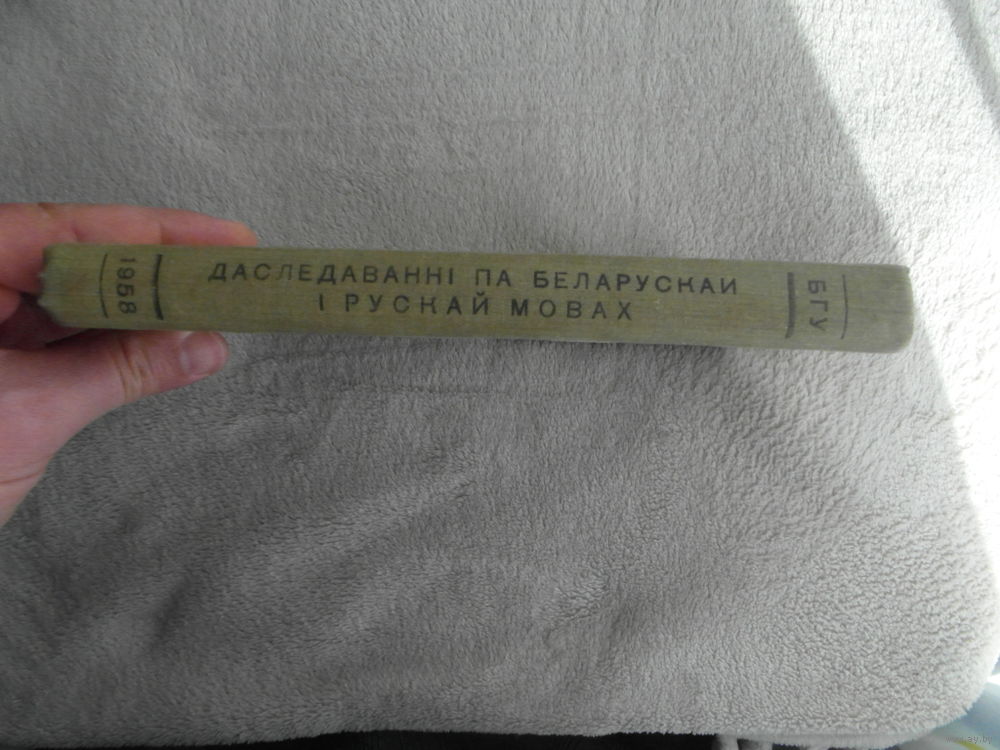 1958
ДАСЛЕДАВАННІ ПА БЕЛАРУСКАЙ
І РУСКАЙ МОВАХ
БГУ